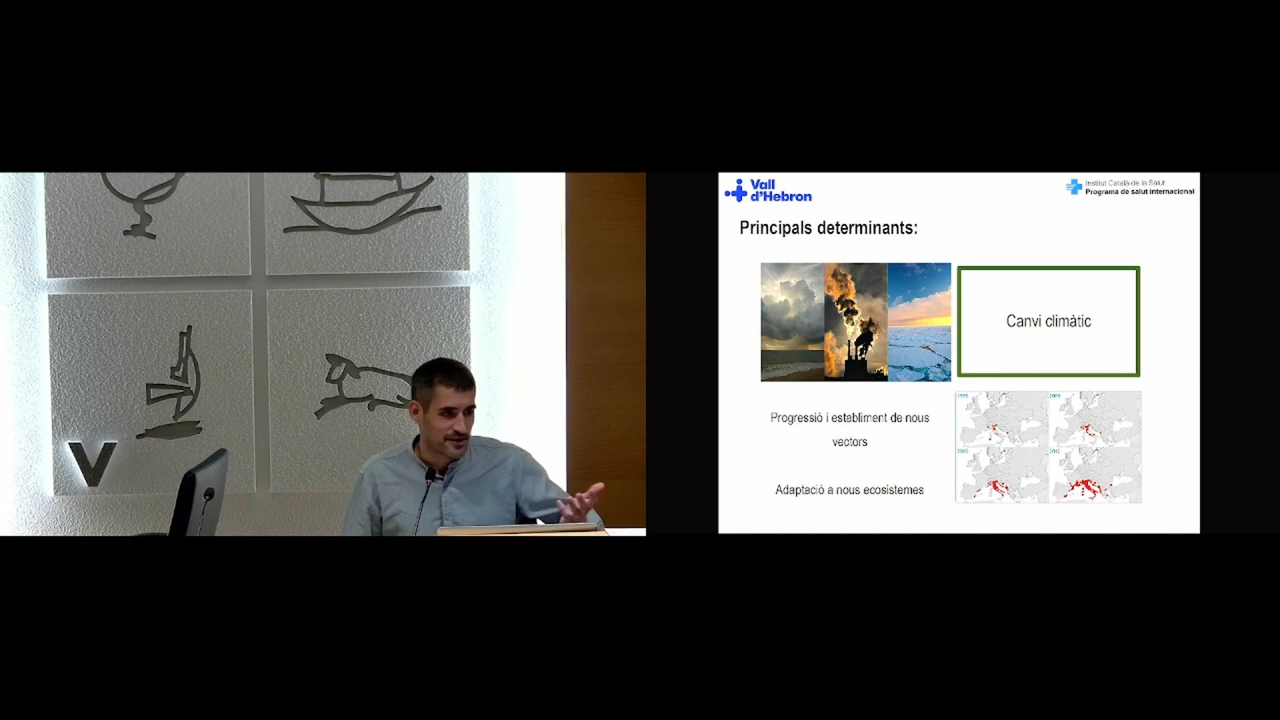 V
Vall
d'Hebron
Institut Català de la Salut
Programa de salut internacional
Principals determinants:
Canvi climàtic
Progressió i establiment de nous
vectors
Adaptació a nous ecosistemes